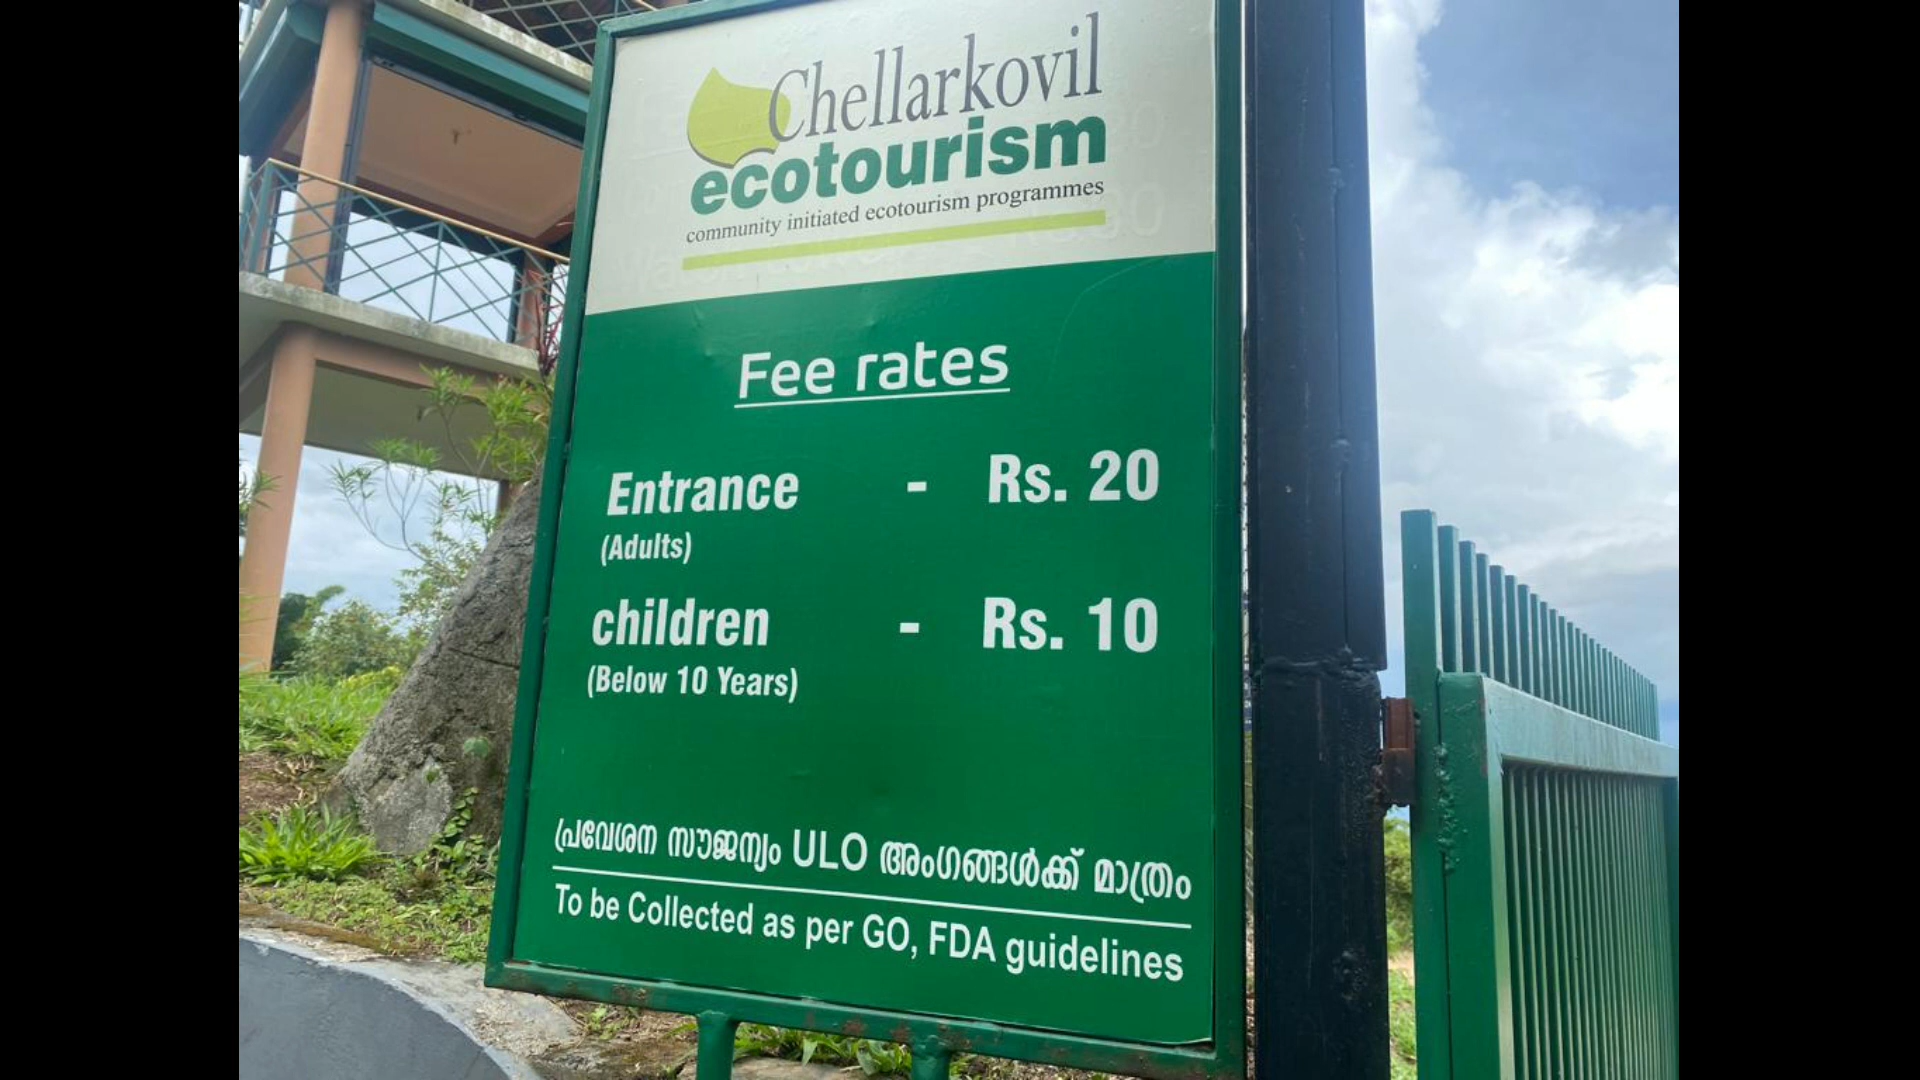 Chellarkovil
ecotourism
community initiated ecotourism programmes
Fee rates
Entrance - Rs. 20
(Adults)
children - Rs. 10
(Below 10 Years)
പ്രവേശന സൗജന്യം ULO അംഗങ്ങൾക്ക് മാത്രം
To be Collected as per GO, FDA guidelines